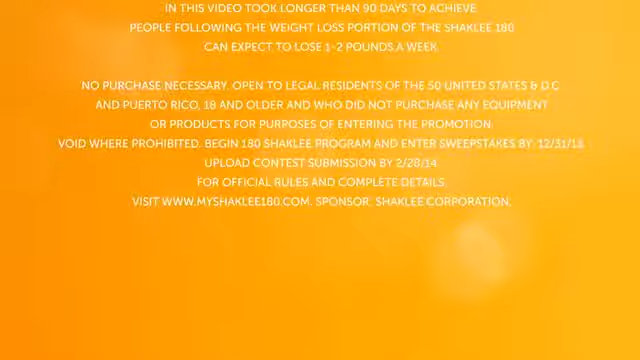 IN THIS VIDEO TOOK LONGER THAN 90 DAYS TO ACHIEVE.
PEOPLE FOLLOWING THE WEIGHT LOSS PORTION OF THE SHAKLEE 180
CAN EXPECT TO LOSE 1-2 POUNDS A WEEK.
NO PURCHASE NECESSARY. OPEN TO LEGAL RESIDENTS OF THE 50 UNITED STATES & D.C.
AND PUERTO RICO, 18 AND OLDER AND WHO DID NOT PURCHASE ANY EQUIPMENT
OR PRODUCTS FOR PURPOSES OF ENTERING THE PROMOTION.
VOID WHERE PROHIBITED. BEGIN 180 SHAKLEE PROGRAM AND ENTER SWEEPSTAKES BY: 12/31/13.
UPLOAD CONTEST SUBMISSION BY 2/28/14.
FOR OFFICIAL RULES AND COMPLETE DETAILS,
VISIT WWW.MYSHAKLEE180.COM. SPONSOR: SHAKLEE CORPORATION.